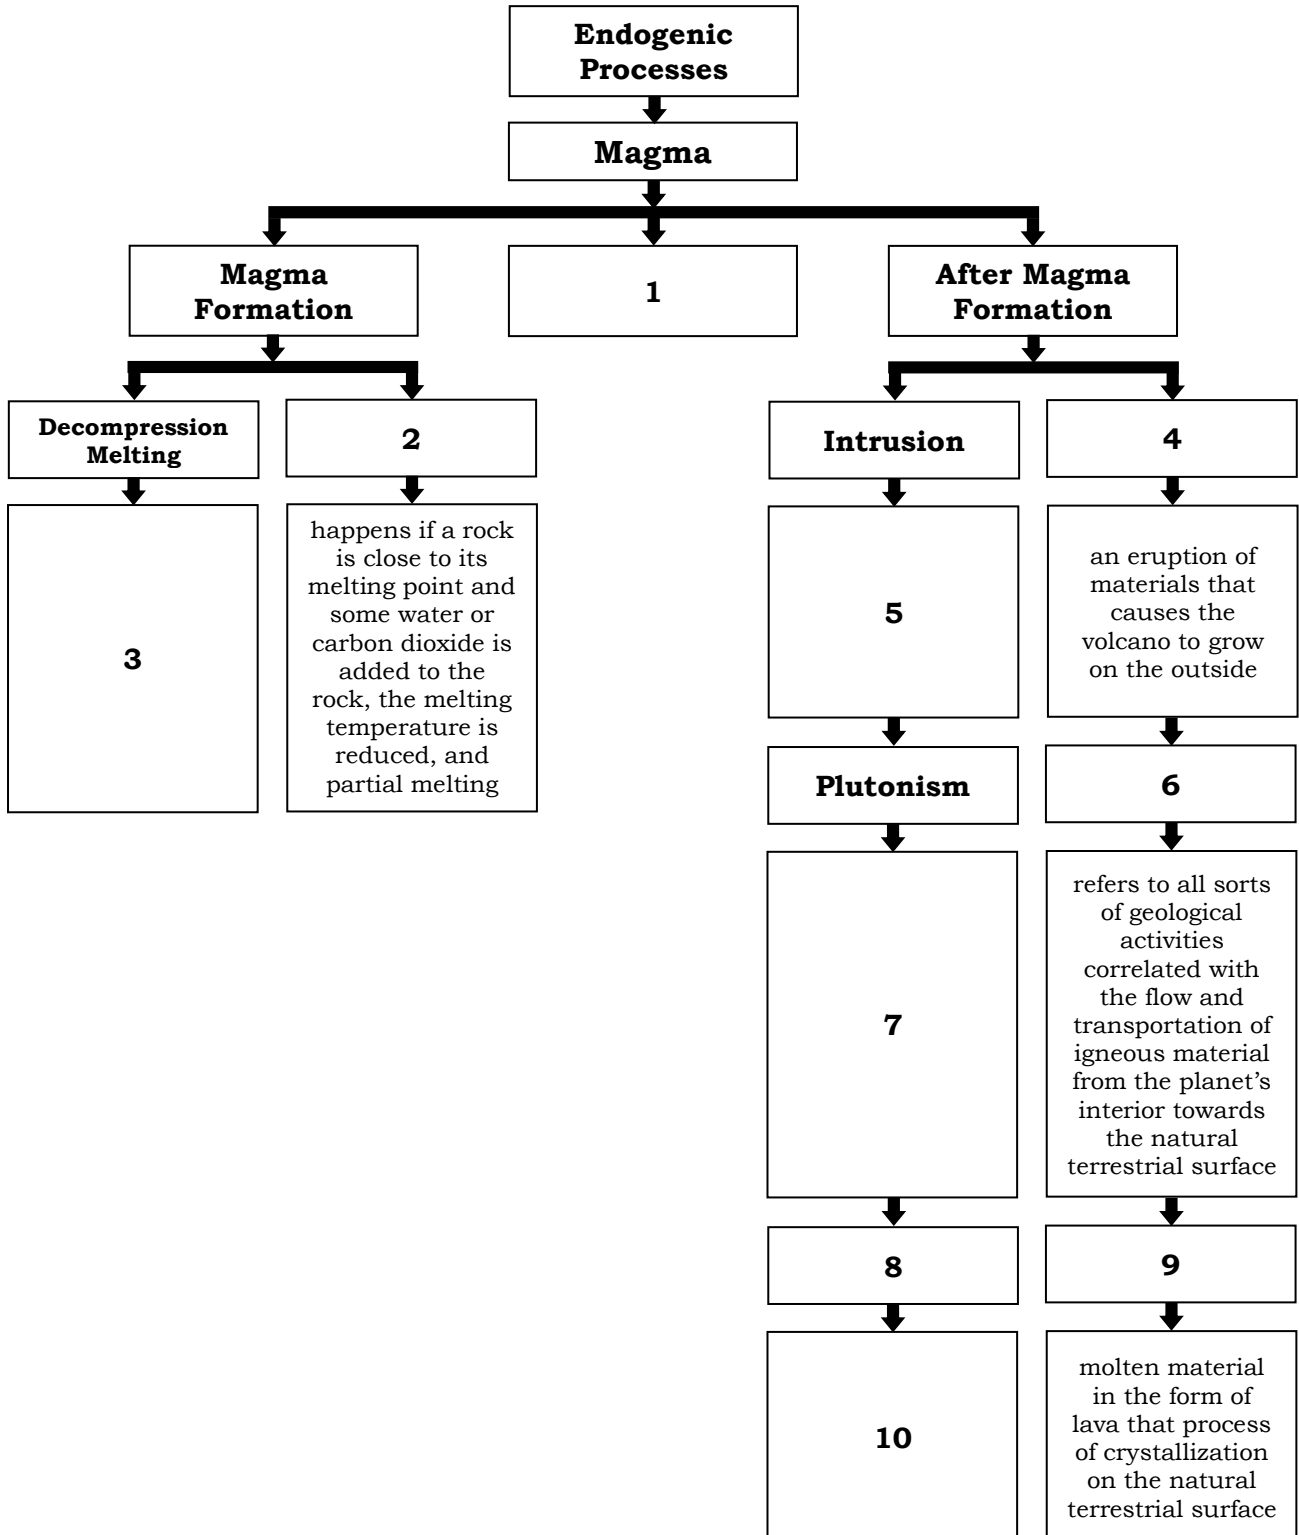 Endogenic
Processes
Magma
Magma
Formation
1
After Magma
Formation
Decompression
Melting
2
Intrusion
4
3
happens if a rock
is close to its
melting point and
some water or
carbon dioxide is
added to the
rock, the melting
temperature is
reduced, and
partial melting
5
an eruption of
materials that
causes the
volcano to grow
on the outside
Plutonism
6
7
refers to all sorts
of geological
activities
correlated with
the flow and
transportation of
igneous material
from the planet’s
interior towards
the natural
terrestrial surface
8
9
10
molten material
in the form of
lava that process
of crystallization
on the natural
terrestrial surface